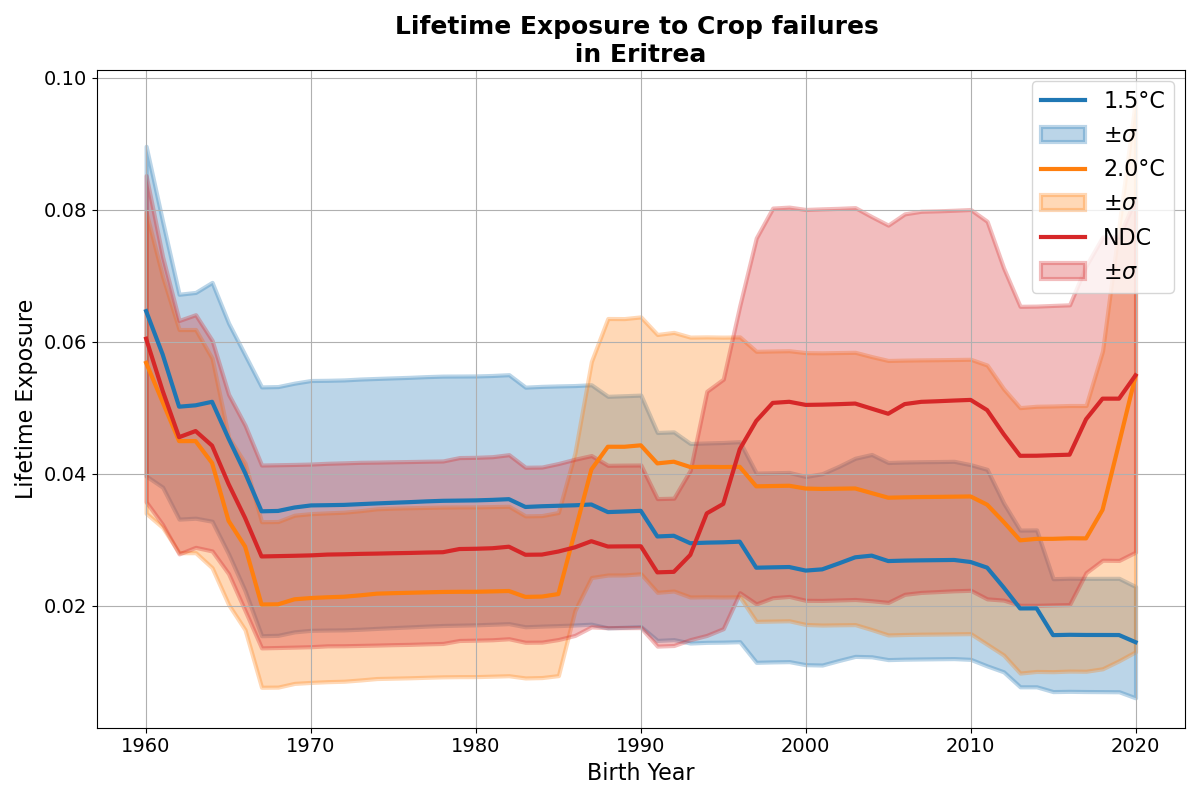 Lifetime Exposure to Crop failures
in Eritrea
0.10
0.08
0.06
0.04
0.02
Lifetime Exposure
1960
1970
1980
1990
2000
2010
2020
Birth Year
1.5°C
±σ
2.0°C
±σ
NDC
±σ